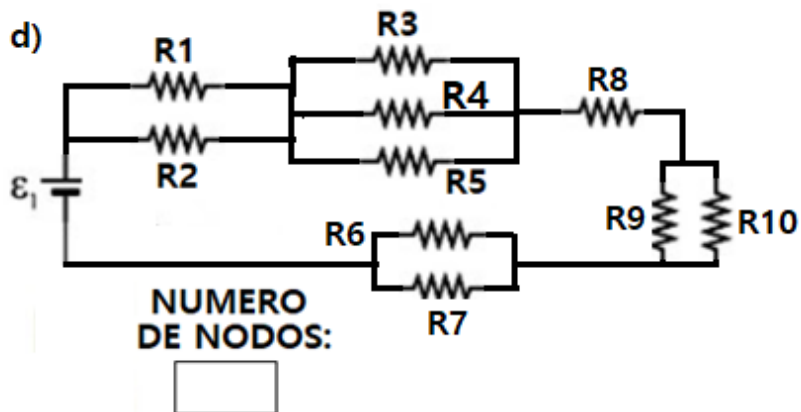 d)
R1
R3
R4
R8
R2
R5
ε₁
R6
R9
R10
R7
NUMERO
DE NODOS: